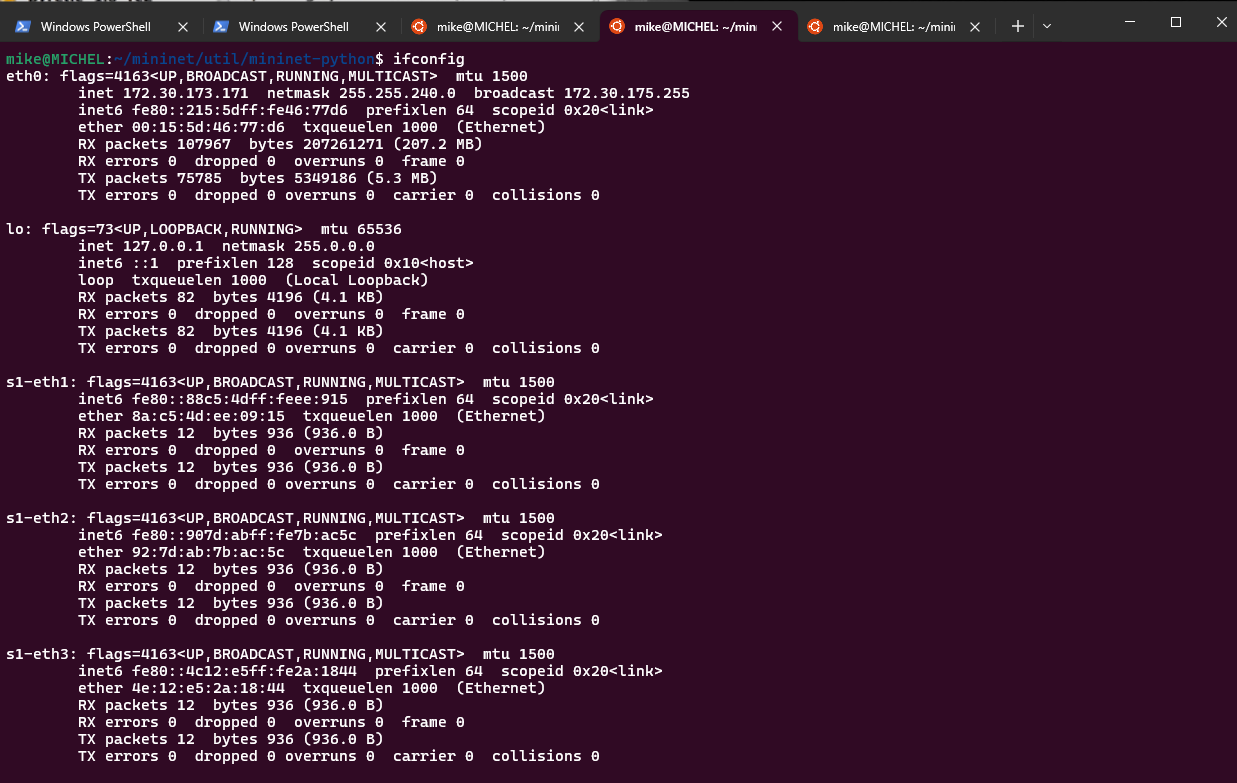 Windows PowerShell
Windows PowerShell
mike@MICHEL: ~/mini
mike@MICHEL: ~/mini
mike@MICHEL: ~/mini
mike@MICHEL:~/mininet/util/mininet-python$ ifconfig
eth0: flags=4163<UP,BROADCAST,RUNNING,MULTICAST>  mtu 1500
        inet 172.30.173.171  netmask 255.255.240.0  broadcast 172.30.175.255
        inet6 fe80::215:5dff:fe46:77d6  prefixlen 64  scopeid 0x20<link>
        ether 00:15:5d:46:77:d6  txqueuelen 1000  (Ethernet)
        RX packets 107967  bytes 207261271 (207.2 MB)
        RX errors 0  dropped 0  overruns 0  frame 0
        TX packets 75785  bytes 5349186 (5.3 MB)
        TX errors 0  dropped 0 overruns 0  carrier 0  collisions 0

lo: flags=73<UP,LOOPBACK,RUNNING>  mtu 65536
        inet 127.0.0.1  netmask 255.0.0.0
        inet6 ::1  prefixlen 128  scopeid 0x10<host>
        loop  txqueuelen 1000  (Local Loopback)
        RX packets 82  bytes 4196 (4.1 KB)
        RX errors 0  dropped 0  overruns 0  frame 0
        TX packets 82  bytes 4196 (4.1 KB)
        TX errors 0  dropped 0 overruns 0  carrier 0  collisions 0

s1-eth1: flags=4163<UP,BROADCAST,RUNNING,MULTICAST>  mtu 1500
        inet6 fe80::88c5:4dff:feee:915  prefixlen 64  scopeid 0x20<link>
        ether 8a:c5:4d:ee:09:15  txqueuelen 1000  (Ethernet)
        RX packets 12  bytes 936 (936.0 B)
        RX errors 0  dropped 0  overruns 0  frame 0
        TX packets 12  bytes 936 (936.0 B)
        TX errors 0  dropped 0 overruns 0  carrier 0  collisions 0

s1-eth2: flags=4163<UP,BROADCAST,RUNNING,MULTICAST>  mtu 1500
        inet6 fe80::907d:abff:fe7b:ac5c  prefixlen 64  scopeid 0x20<link>
        ether 92:7d:ab:7b:ac:5c  txqueuelen 1000  (Ethernet)
        RX packets 12  bytes 936 (936.0 B)
        RX errors 0  dropped 0  overruns 0  frame 0
        TX packets 12  bytes 936 (936.0 B)
        TX errors 0  dropped 0 overruns 0  carrier 0  collisions 0

s1-eth3: flags=4163<UP,BROADCAST,RUNNING,MULTICAST>  mtu 1500
        inet6 fe80::4c12:e5ff:fe2a:1844  prefixlen 64  scopeid 0x20<link>
        ether 4e:12:e5:2a:18:44  txqueuelen 1000  (Ethernet)
        RX packets 12  bytes 936 (936.0 B)
        RX errors 0  dropped 0  overruns 0  frame 0
        TX packets 12  bytes 936 (936.0 B)
        TX errors 0  dropped 0 overruns 0  carrier 0  collisions 0